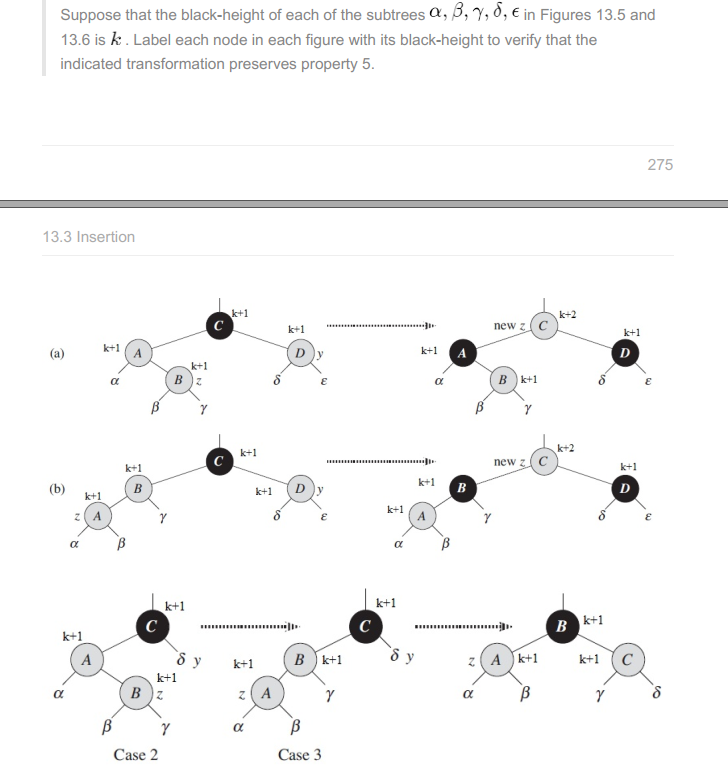 Suppose that the black-height of each of the subtrees α, β, γ, δ, ϵ in Figures 13.5 and
13.6 is k . Label each node in each figure with its black-height to verify that the
indicated transformation preserves property 5.
275
13.3 Insertion
(a)
C k+1
k+1 A
k+1
D y
k+1
B z
α
δ ε
β γ
new z C k+2
k+1 A
k+1
D
α
B k+1
δ ε
β γ
(b)
C k+1
k+1
B
k+1 D y
k+1
z A
γ
δ ε
α β
new z C k+2
k+1
B
k+1
D
k+1
A
γ
δ ε
α β
k+1
C
k+1
A
δ y
k+1
α
B z
β γ
Case 2
k+1
C
k+1
B k+1
δ y
z A
γ
α β
Case 3
B k+1
z A k+1
k+1 C
α β γ δ